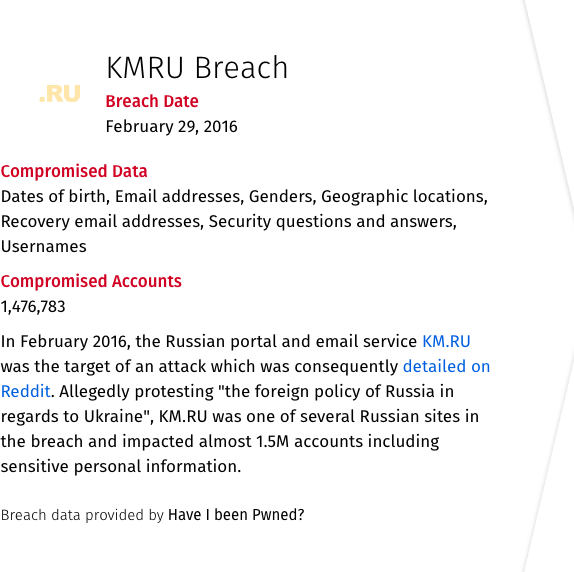 .RU
KMRU Breach
Breach Date
February 29, 2016
Compromised Data
Dates of birth, Email addresses, Genders, Geographic locations,
Recovery email addresses, Security questions and answers,
Usernames
Compromised Accounts
1,476,783
In February 2016, the Russian portal and email service KM.RU
was the target of an attack which was consequently detailed on
Reddit. Allegedly protesting "the foreign policy of Russia in
regards to Ukraine", KM.RU was one of several Russian sites in
the breach and impacted almost 1.5M accounts including
sensitive personal information.
Breach data provided by Have I been Pwned?